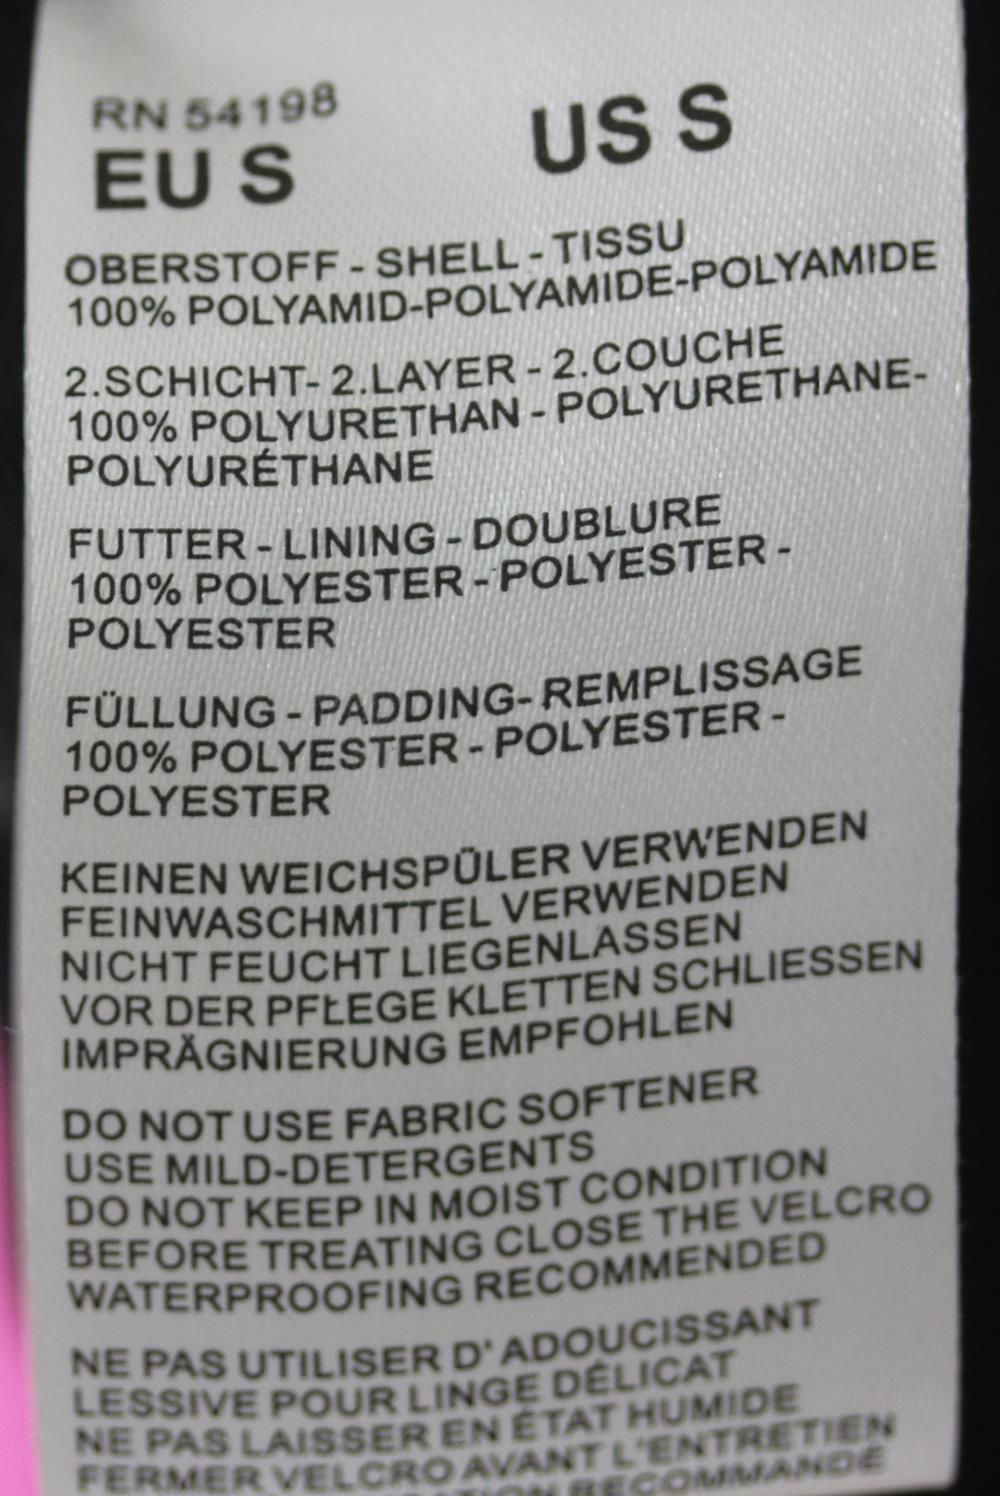 RN 54198
EU S US S
OBERSTOFF - SHELL - TISSU
100% POLYAMID-POLYAMIDE-POLYAMIDE
2.SCHICHT- 2.LAYER - 2.COUCHE
100% POLYURETHAN - POLYURETHANE-
POLYURÉTHANE
FUTTER - LINING - DOUBLURE
100% POLYESTER - POLYESTER -
POLYESTER
FÜLLUNG - PADDING- REMPLISSAGE
100% POLYESTER - POLYESTER -
POLYESTER
KEINEN WEICHSPÜLER VERWENDEN
FEINWASCHMITTEL VERWENDEN
NICHT FEUCHT LIEGENLASSEN
VOR DER PFLEGE KLETTEN SCHLIESSEN
IMPRÄGNIERUNG EMPFOHLEN
DO NOT USE FABRIC SOFTENER
USE MILD-DETERGENTS
DO NOT KEEP IN MOIST CONDITION
BEFORE TREATING CLOSE THE VELCRO
WATERPROOFING RECOMMENDED
NE PAS UTILISER D' ADOUCISSANT
LESSIVE POUR LINGE DÉLICAT
NE PAS LAISSER EN ÉTAT HUMIDE
FERMER VELCRO AVANT L'ENTRETIEN
RECOMMANDÉ